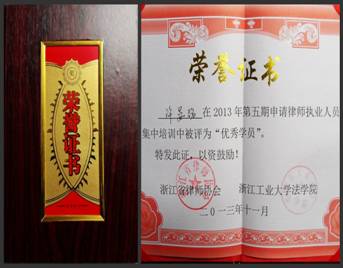 荣誉证书
荣誉证书
在2013年第五期申请律师执业人员
集中培训中被评为“优秀学员”。
特发此证，以资鼓励！
浙江省律师协会 浙江工业大学法学院
二〇一三年十一月